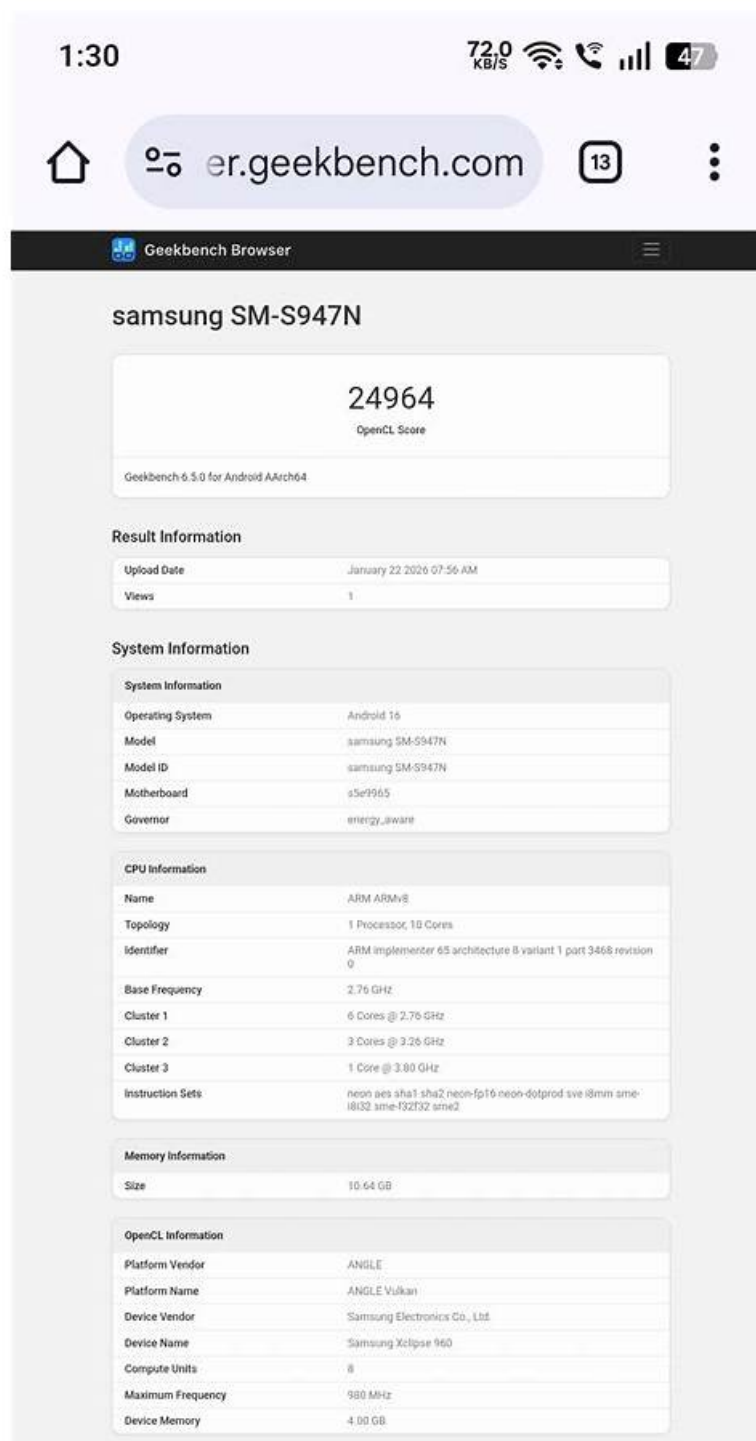 1:30
72.0
KB/S
47
er.geekbench.com
13
Geekbench Browser
samsung SM-S947N
24964
OpenCL Score
Geekbench 6.5.0 for Android AArch64
Result Information
Upload Date January 22 2026 07:56 AM
Views 1
System Information
System Information
Operating System Android 16
Model samsung SM-S947N
Model ID samsung SM-S947N
Motherboard s5e9965
Governor energy_aware
CPU Information
Name ARM ARMv8
Topology 1 Processor, 10 Cores
Identifier ARM implementer 65 architecture 8 variant 1 part 3468 revision
0
Base Frequency 2.76 GHz
Cluster 1 6 Cores @ 2.76 GHz
Cluster 2 3 Cores @ 3.26 GHz
Cluster 3 1 Core @ 3.80 GHz
Instruction Sets neon aes sha1 sha2 neon-fp16 neon-dotprod sve i8mm sme-
i8i32 sme-f32f32 sme2
Memory Information
Size 10.64 GB
OpenCL Information
Platform Vendor ANGLE
Platform Name ANGLE Vulkan
Device Vendor Samsung Electronics Co., Ltd.
Device Name Samsung Xclipse 960
Compute Units 8
Maximum Frequency 980 MHz
Device Memory 4.00 GB